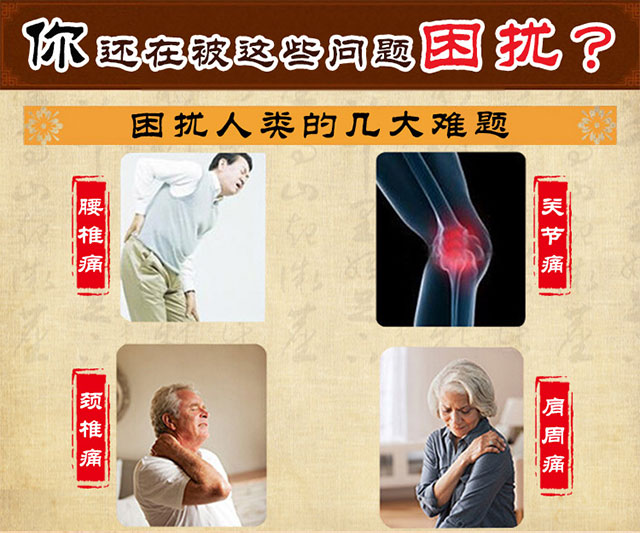 你还在被这些问题困扰？
困扰人类的几大难题
腰椎痛
关节痛
颈椎痛
肩周痛